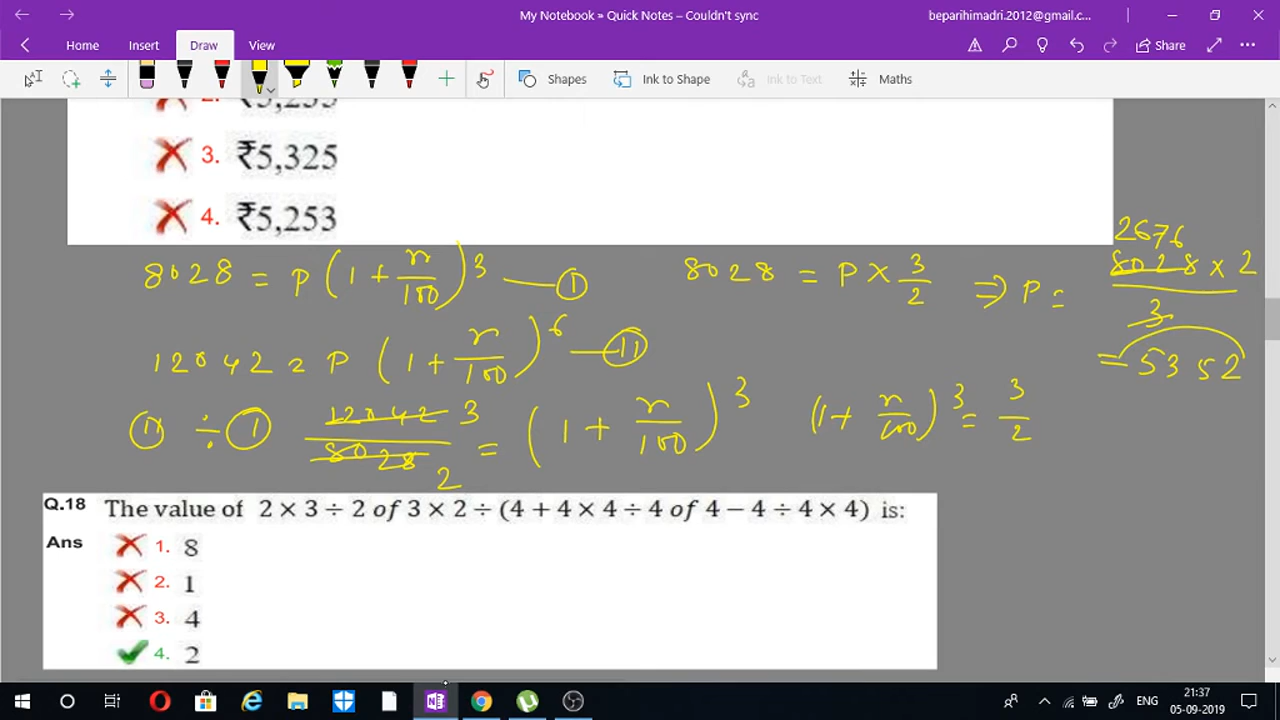 My Notebook » Quick Notes – Couldn't sync
beparihimadri.2012@gmail.c...
Home Insert Draw View
Share
Shapes Ink to Shape Ink to Text Maths
3. ₹5,325
4. ₹5,253
8028 = P(1 + r/100)^3 — ①
8028 = P × 3/2 ⇒ P = 8028 × 2 / 3
2676
= 5352
12042 = P(1 + r/100)^6 — ⑪
⑪ ÷ ① 12042/8028 3/2 = (1 + r/100)^3
(1 + r/100)^3 = 3/2
Q.18 The value of 2 × 3 ÷ 2 of 3 × 2 ÷ (4 + 4 × 4 ÷ 4 of 4 − 4 ÷ 4 × 4) is:
Ans
1. 8
2. 1
3. 4
4. 2
ENG
21:37
05-09-2019